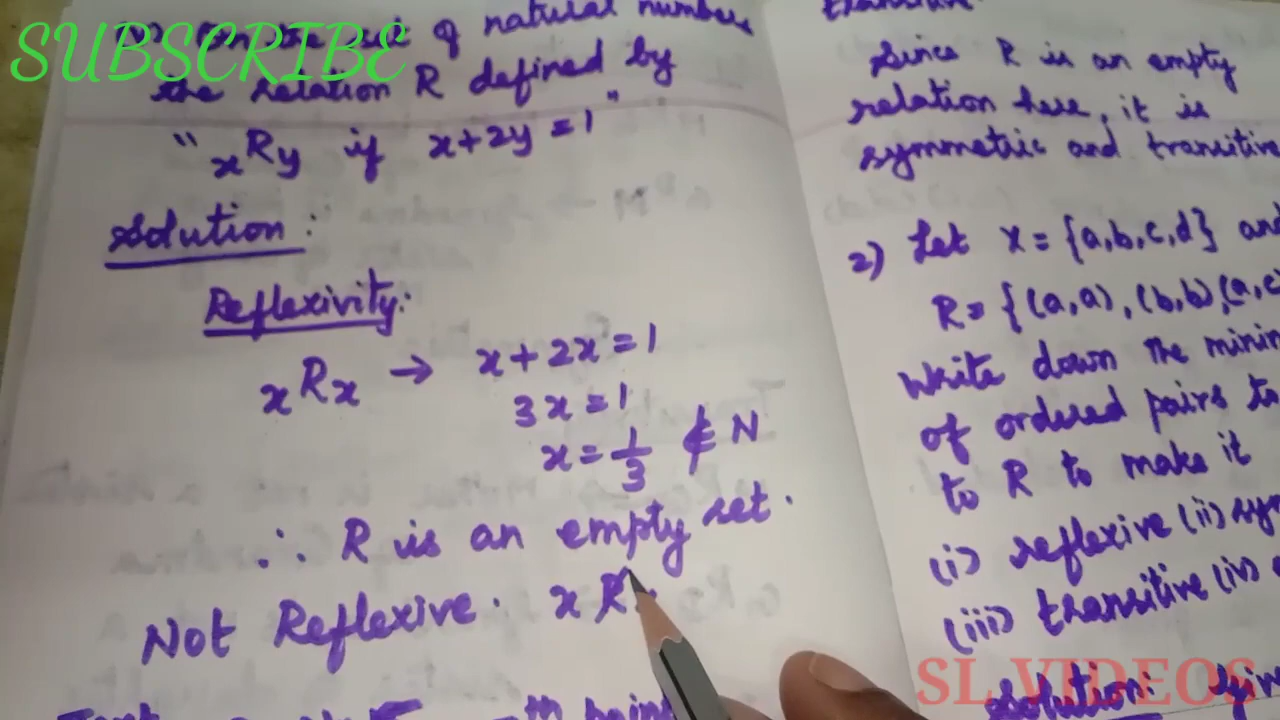 SUBSCRIBE
of natural numbers
the relation R defined by
" xRy if x+2y=1 "
Solution:
Reflexivity:
xRx → x+2x=1
3x=1
x=1/3 ∉ N
∴ R is an empty set.
Not Reflexive. x R
transitive
Since R is an empty
relation here, it is
symmetric and transitive
2) Let X={a,b,c,d} and
R={(a,a),(b,b),(a,c)
Write down the
of ordered pairs to
to R to make it
(i) reflexive (ii)
(iii) transitive (iv)
Solution:
SL VIDEOS